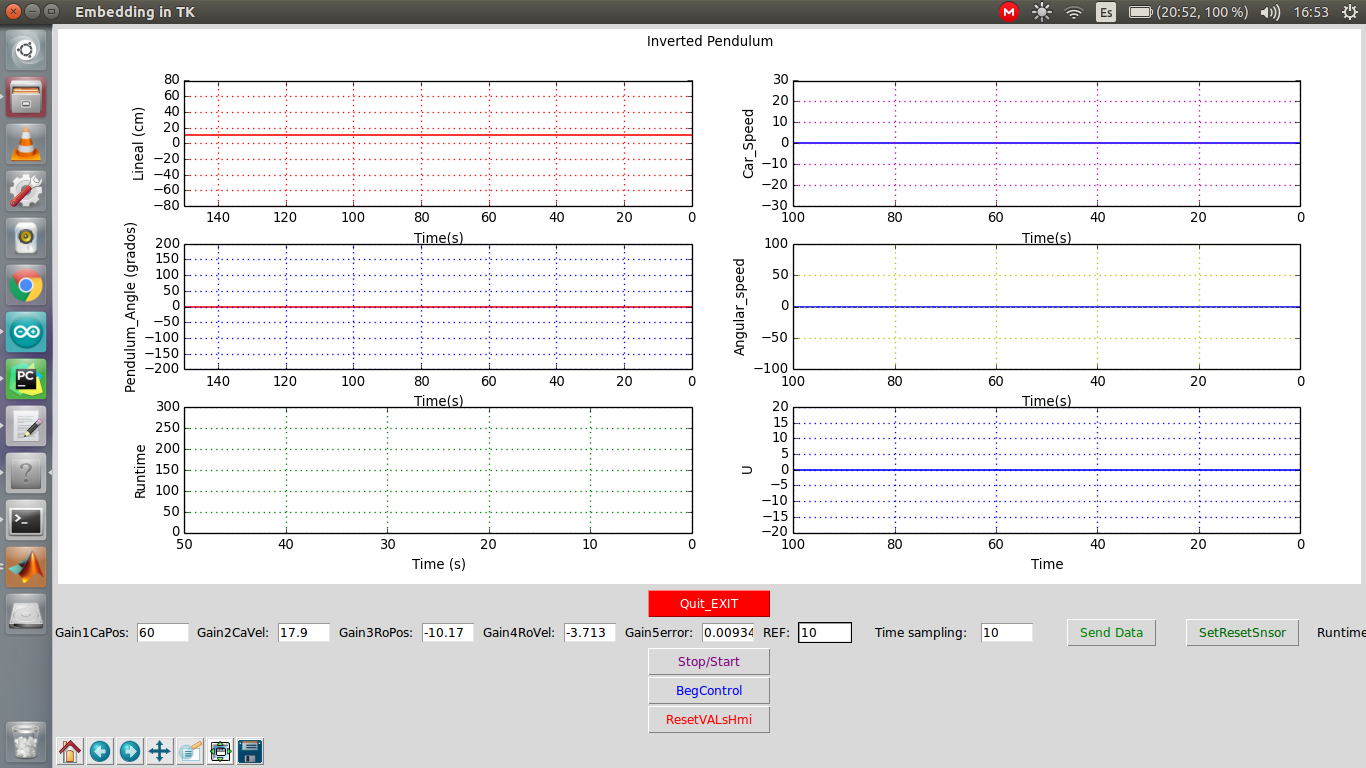 Embedding in TK
M Es (20:52, 100 %) 16:53
Inverted Pendulum
Lineal (cm)
80
60
40
20
0
−20
−40
−60
−80
140 120 100 80 60 40 20 0
Time(s)
Car_Speed
30
20
10
0
−10
−20
−30
100 80 60 40 20 0
Time(s)
Pendulum_Angle (grados)
200
150
100
50
0
−50
−100
−150
−200
140 120 100 80 60 40 20 0
Time(s)
Angular_speed
100
50
0
−50
−100
100 80 60 40 20 0
Time(s)
Runtime
300
250
200
150
100
50
0
50 40 30 20 10 0
Time (s)
U
20
15
10
5
0
−5
−10
−15
−20
100 80 60 40 20 0
Time
PC
>_
?
Quit_EXIT
Gain1CaPos: 60 Gain2CaVel: 17.9 Gain3RoPos: -10.17 Gain4RoVel: -3.713 Gain5error: 0.00934 REF: 10 Time sampling: 10 Send Data SetResetSnsor Runtime
Stop/Start
BegControl
ResetVALsHmi